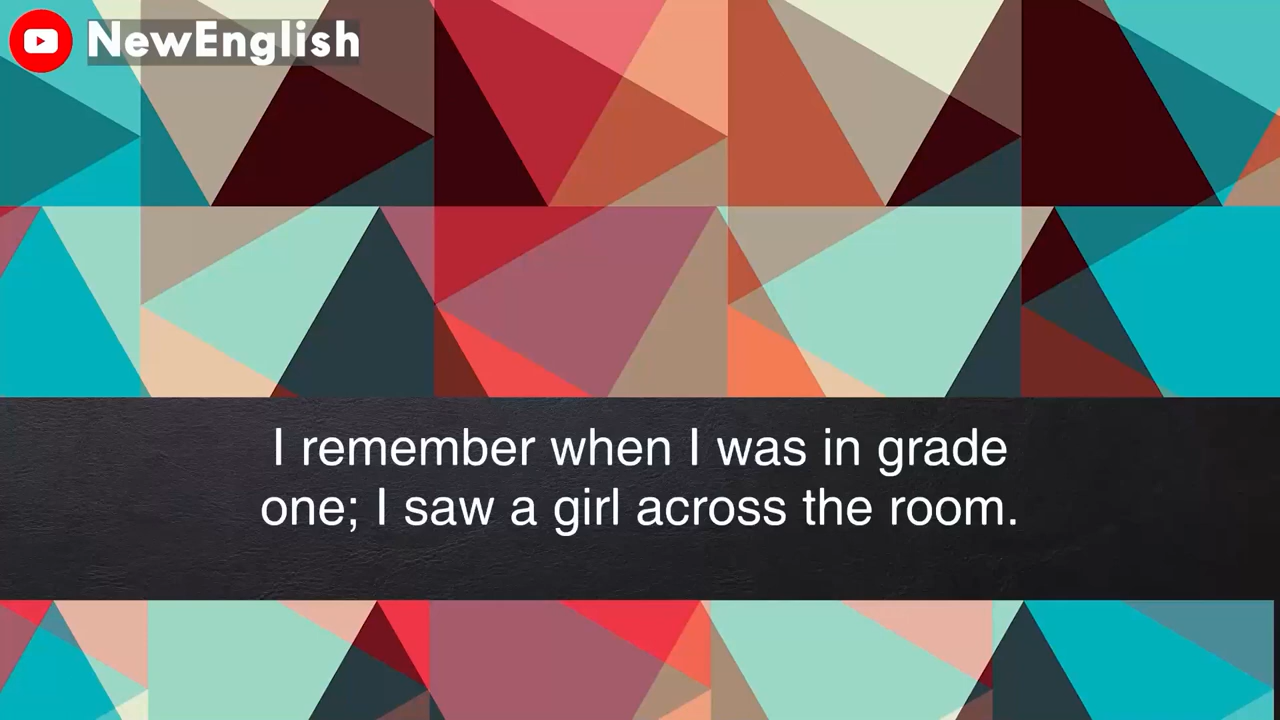 NewEnglish
I remember when I was in grade
one; I saw a girl across the room.